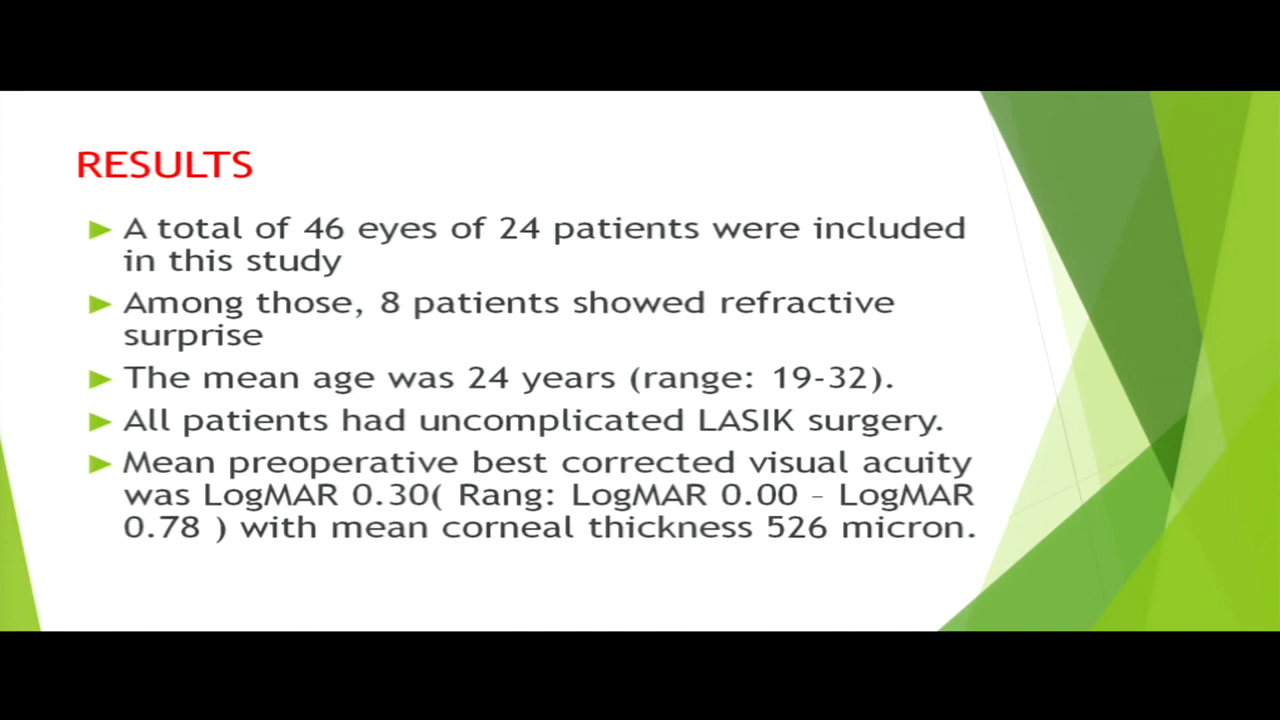 RESULTS
A total of 46 eyes of 24 patients were included
in this study
Among those, 8 patients showed refractive
surprise
The mean age was 24 years (range: 19-32).
All patients had uncomplicated LASIK surgery.
Mean preoperative best corrected visual acuity
was LogMAR 0.30( Rang: LogMAR 0.00 – LogMAR
0.78 ) with mean corneal thickness 526 micron.